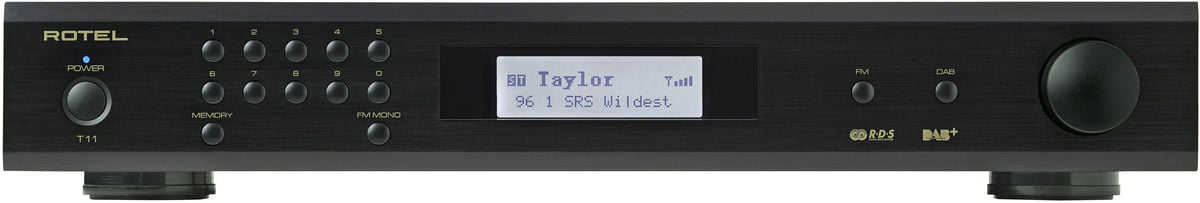 ROTEL
POWER
T11
1 2 3 4 5
6 7 8 9 0
MEMORY FM MONO
ST Taylor
96 1 SRS Wildest
FM DAB
R·D·S
DAB+